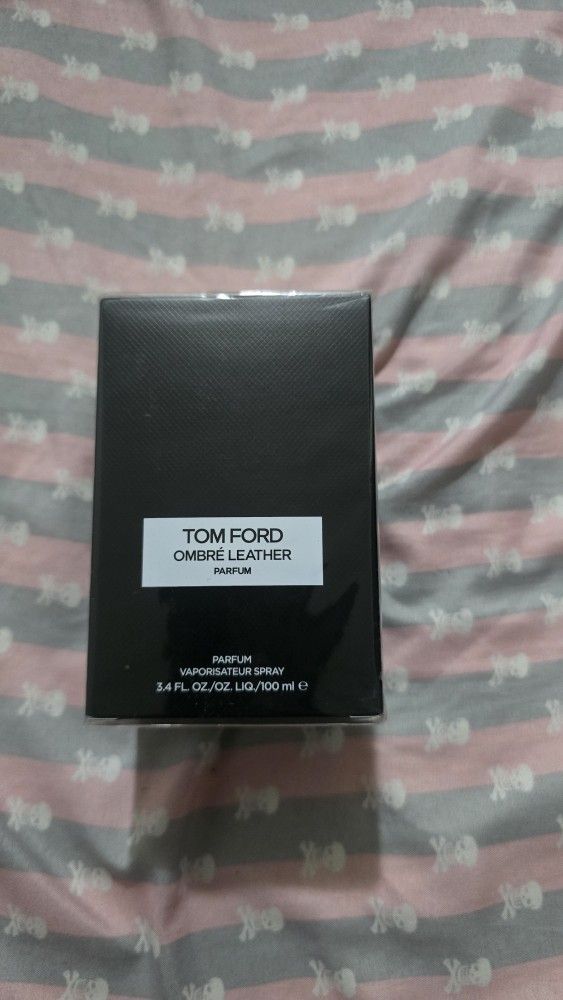 TOM FORD
OMBRÉ LEATHER
PARFUM
PARFUM
VAPORISATEUR SPRAY
3.4 FL. OZ./OZ. LIQ./100 ml ℮